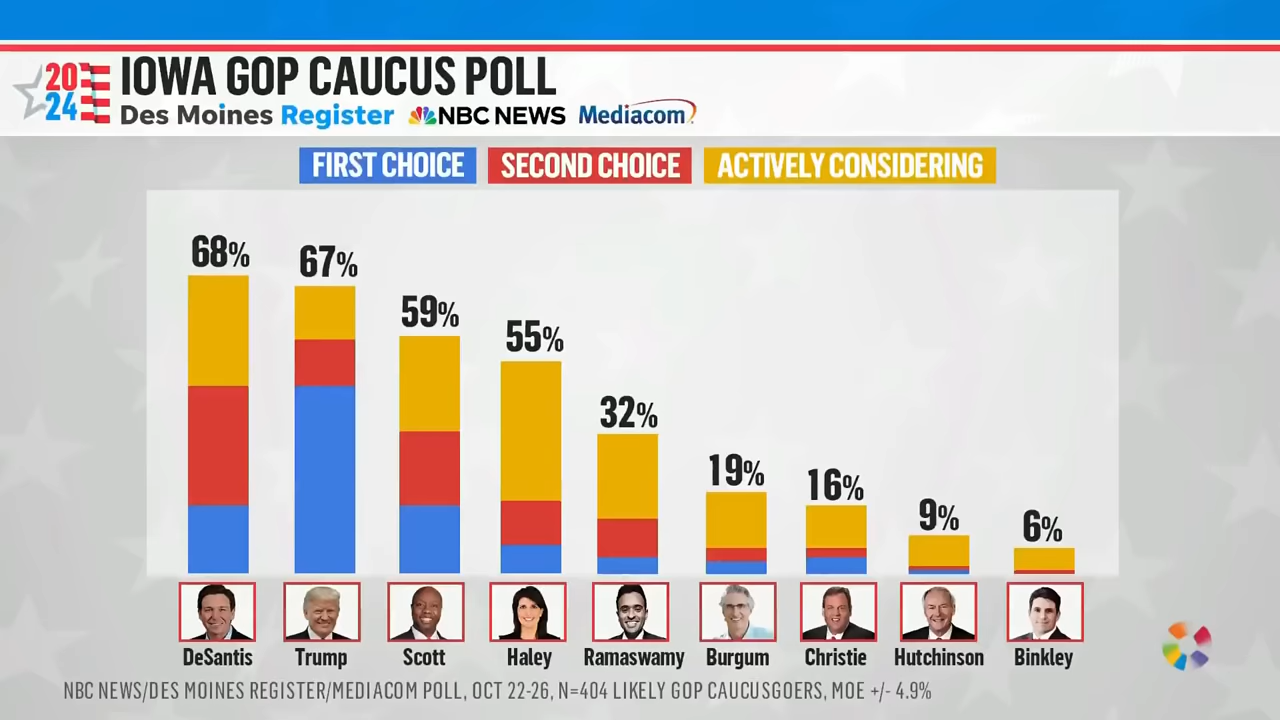 2024
IOWA GOP CAUCUS POLL
Des Moines Register NBC NEWS Mediacom
FIRST CHOICE SECOND CHOICE ACTIVELY CONSIDERING
68% 67% 59% 55% 32% 19% 16% 9% 6%
DeSantis Trump Scott Haley Ramaswamy Burgum Christie Hutchinson Binkley
NBC NEWS/DES MOINES REGISTER/MEDIACOM POLL, OCT 22-26, N=404 LIKELY GOP CAUCUSGOERS, MOE +/- 4.9%